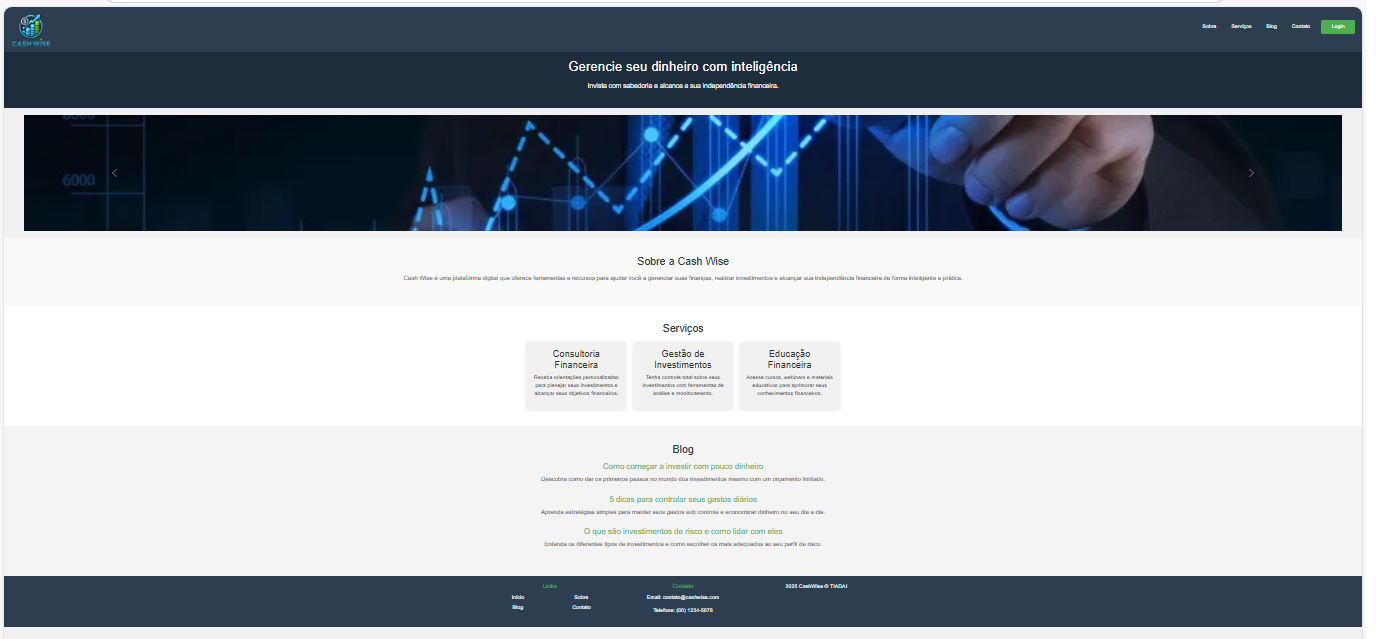 CASH WISE
Sobre Serviços Blog Contato Login
Gerencie seu dinheiro com inteligência
Invista com sabedoria e alcance a sua independência financeira.
6000
Sobre a Cash Wise
Cash Wise é uma plataforma digital que oferece ferramentas e recursos para ajudar você a gerenciar suas finanças, realizar investimentos e alcançar sua independência financeira de forma inteligente e prática.
Serviços
Consultoria
Financeira
Receba orientações personalizadas
para planejar seus investimentos e
alcançar seus objetivos financeiros.
Gestão de
Investimentos
Tenha controle total sobre seus
investimentos com ferramentas de
análise e monitoramento.
Educação
Financeira
Acesse cursos, webinars e materiais
educativos para aprimorar seus
conhecimentos financeiros.
Blog
Como começar a investir com pouco dinheiro
Descubra como dar os primeiros passos no mundo dos investimentos mesmo com um orçamento limitado.
5 dicas para controlar seus gastos diários
Aprenda estratégias simples para manter seus gastos sob controle e economizar dinheiro no seu dia a dia.
O que são investimentos de risco e como lidar com eles
Entenda os diferentes tipos de investimentos e como escolher os mais adequados ao seu perfil de risco.
Links
Início Sobre
Blog Contato
Contato
Email: contato@cashwise.com
Telefone: (00) 1234-5678
2025 CashWise © TIADAI